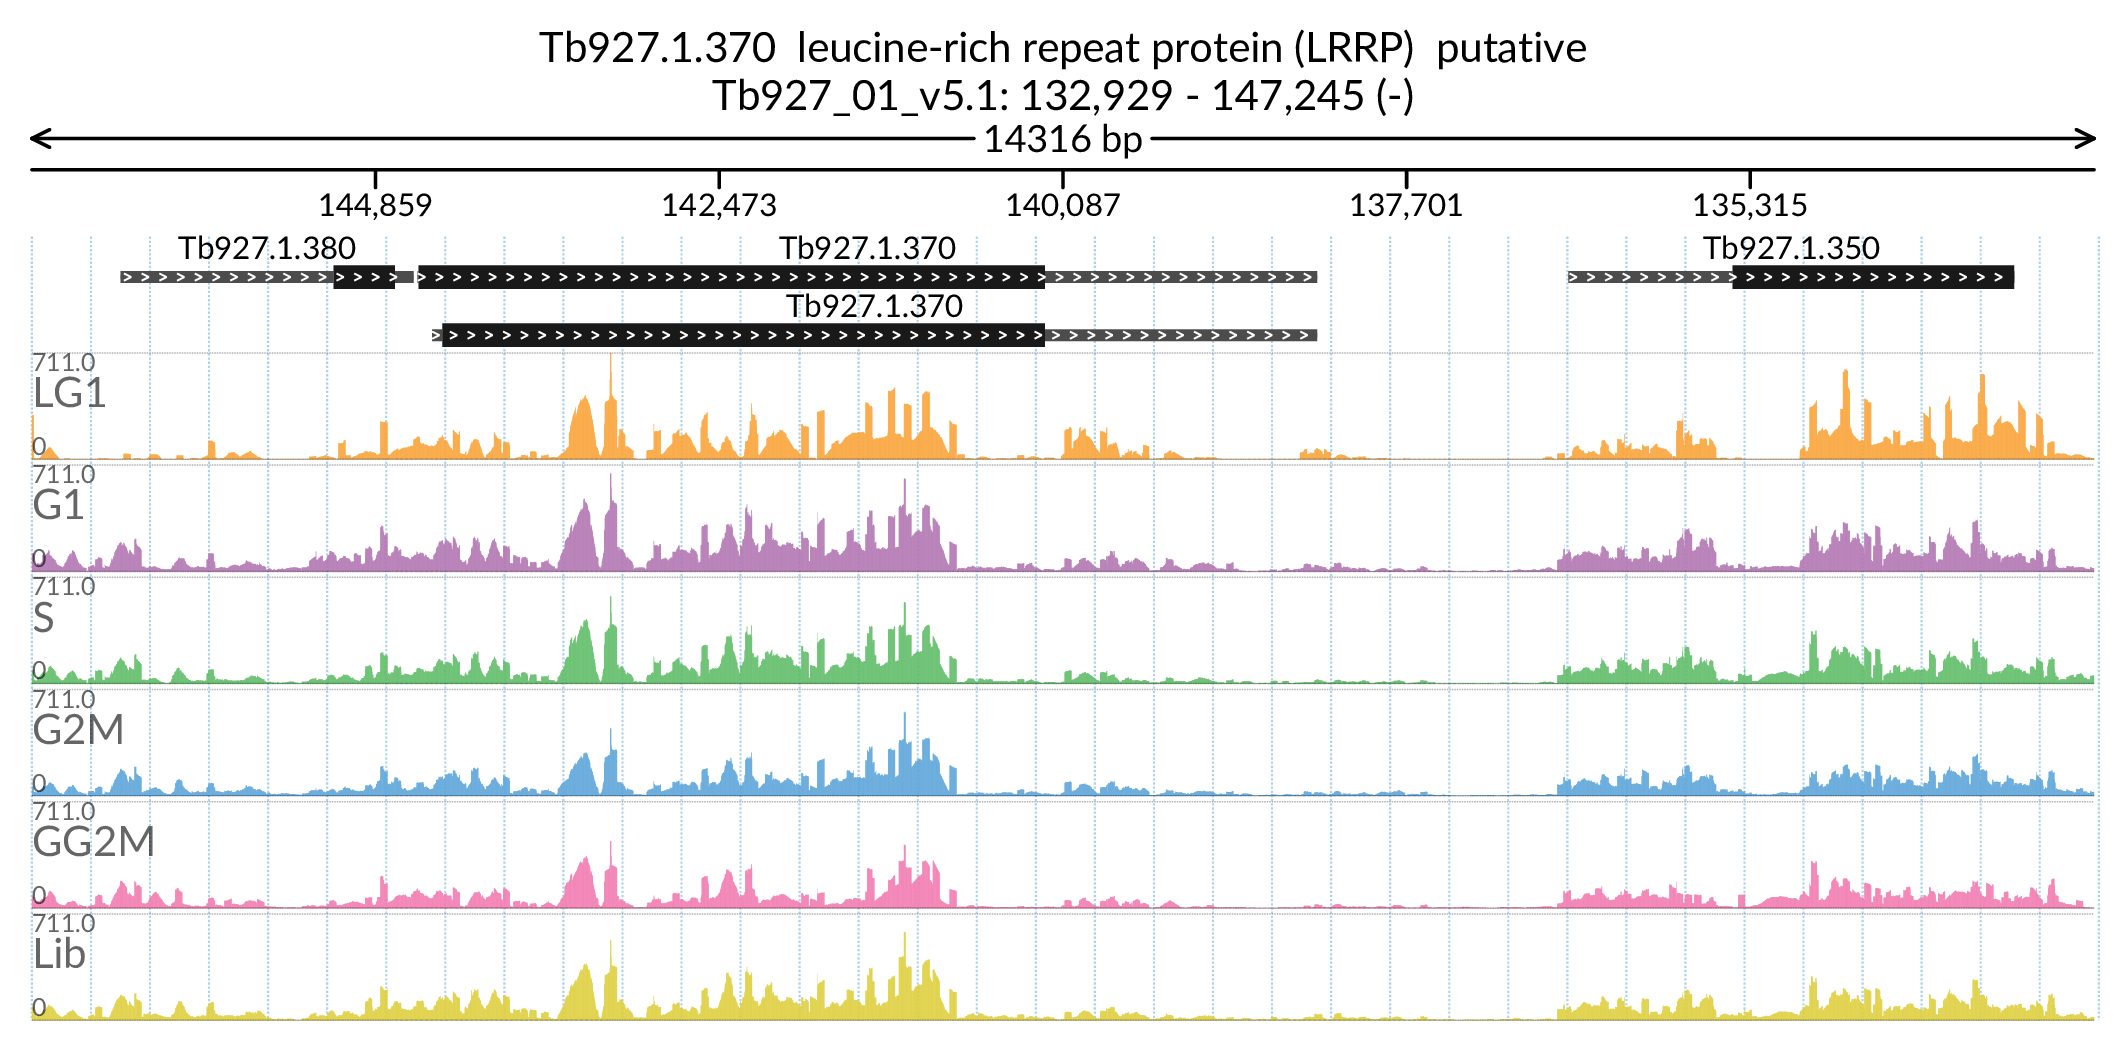 Tb927.1.370 leucine-rich repeat protein (LRRP) putative
Tb927_01_v5.1: 132,929 - 147,245 (-)
14316 bp
144,859 142,473 140,087 137,701 135,315
Tb927.1.380 Tb927.1.370 Tb927.1.350
Tb927.1.370
711.0
LG1
0
711.0
G1
0
711.0
S
0
711.0
G2M
0
711.0
GG2M
0
711.0
Lib
0